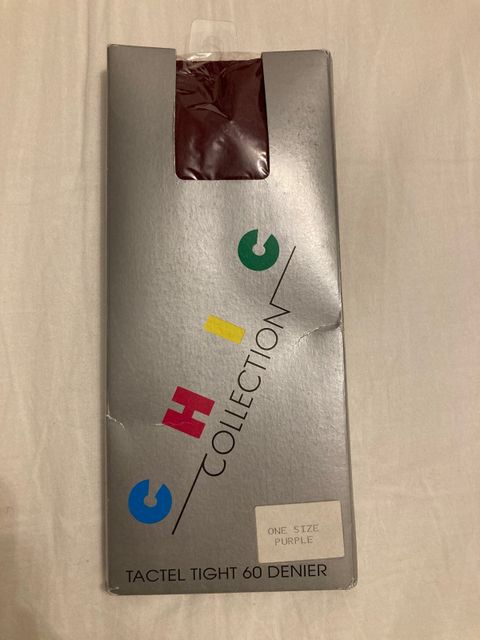 CHIC
COLLECTION
ONE SIZE
PURPLE
TACTEL TIGHT 60 DENIER